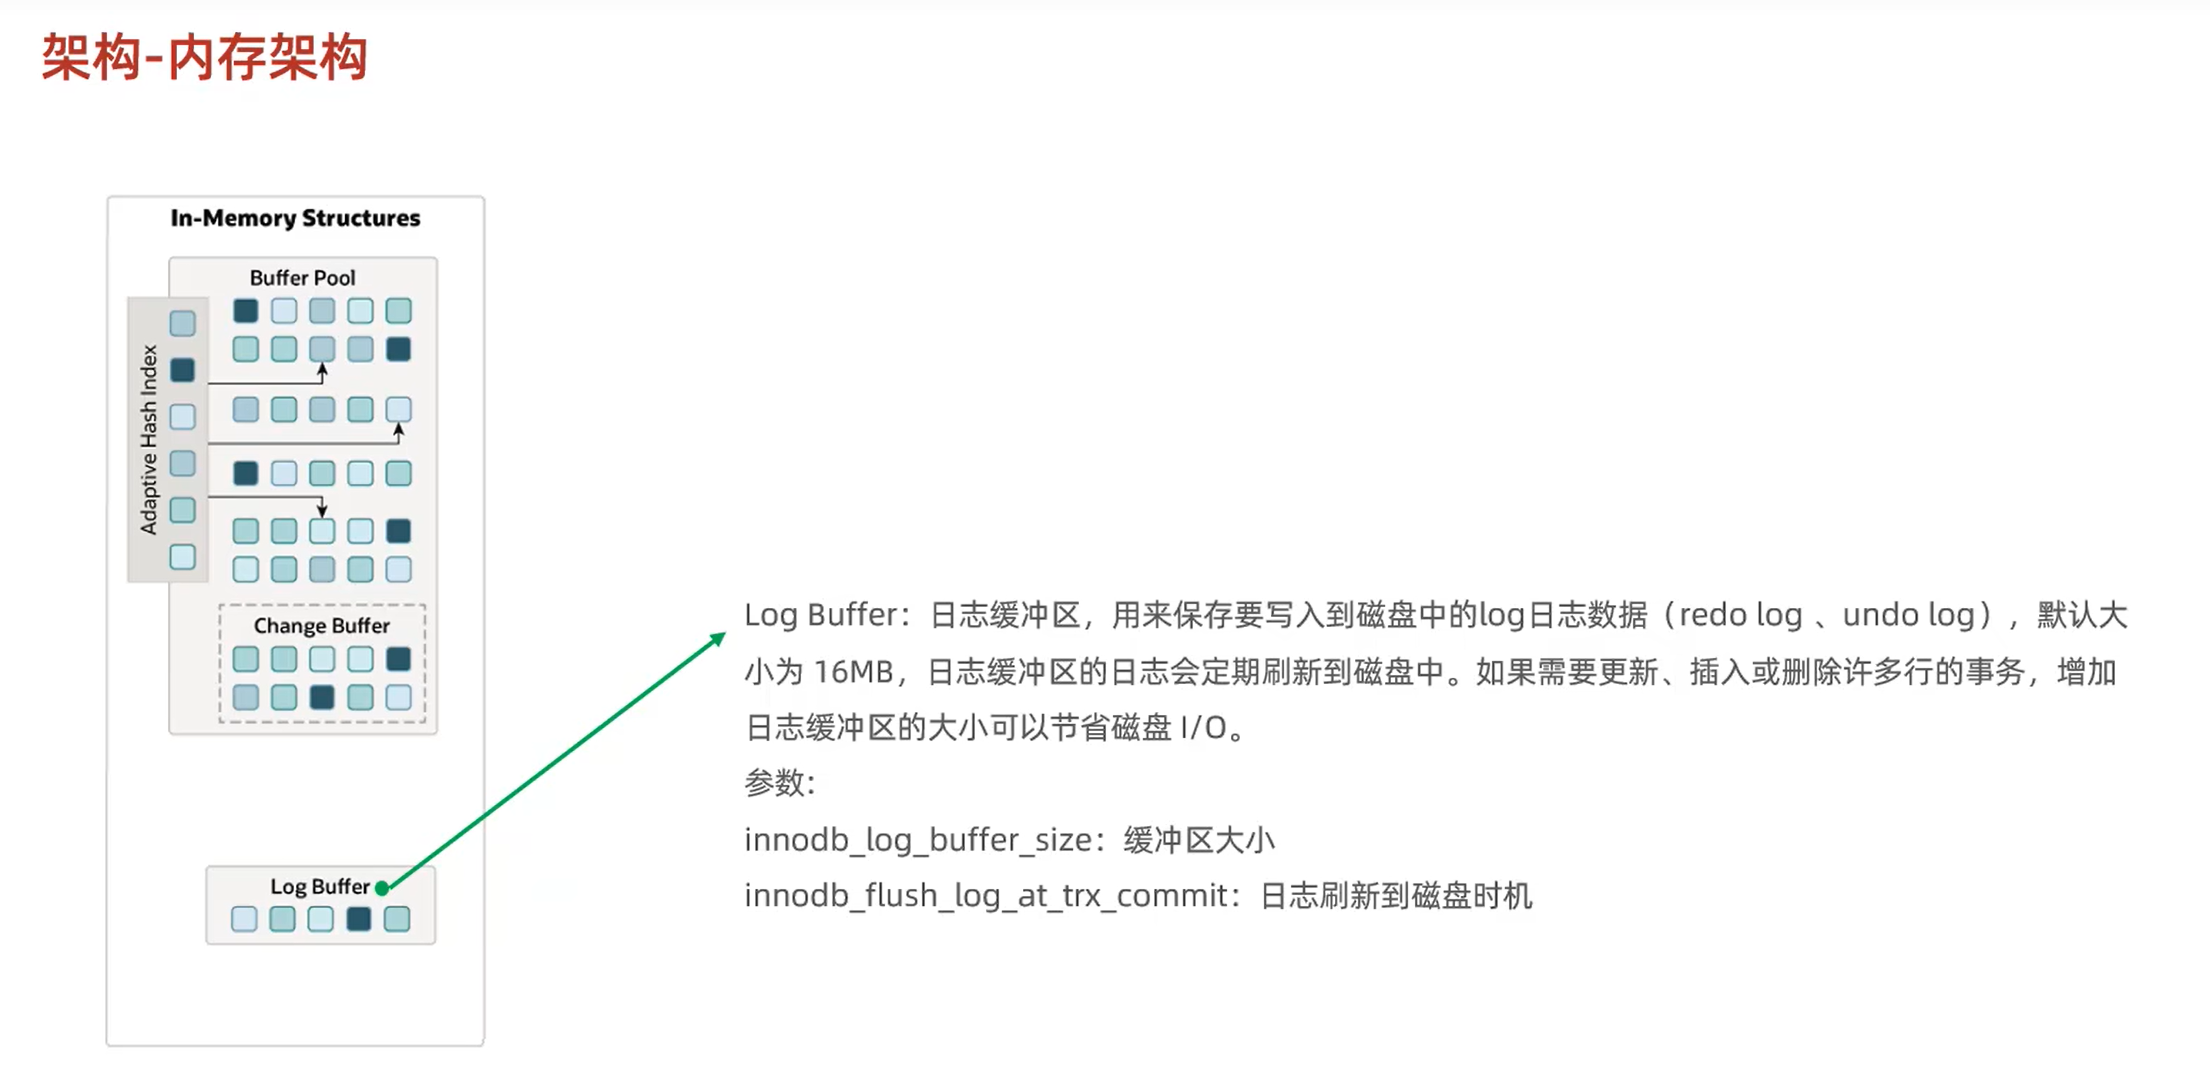 架构-内存架构
In-Memory Structures
Buffer Pool
Adaptive Hash Index
Change Buffer
Log Buffer
Log Buffer：日志缓冲区，用来保存要写入到磁盘中的log日志数据（redo log 、undo log），默认大
小为 16MB，日志缓冲区的日志会定期刷新到磁盘中。如果需要更新、插入或删除许多行的事务，增加
日志缓冲区的大小可以节省磁盘 I/O。
参数:
innodb_log_buffer_size：缓冲区大小
innodb_flush_log_at_trx_commit：日志刷新到磁盘时机